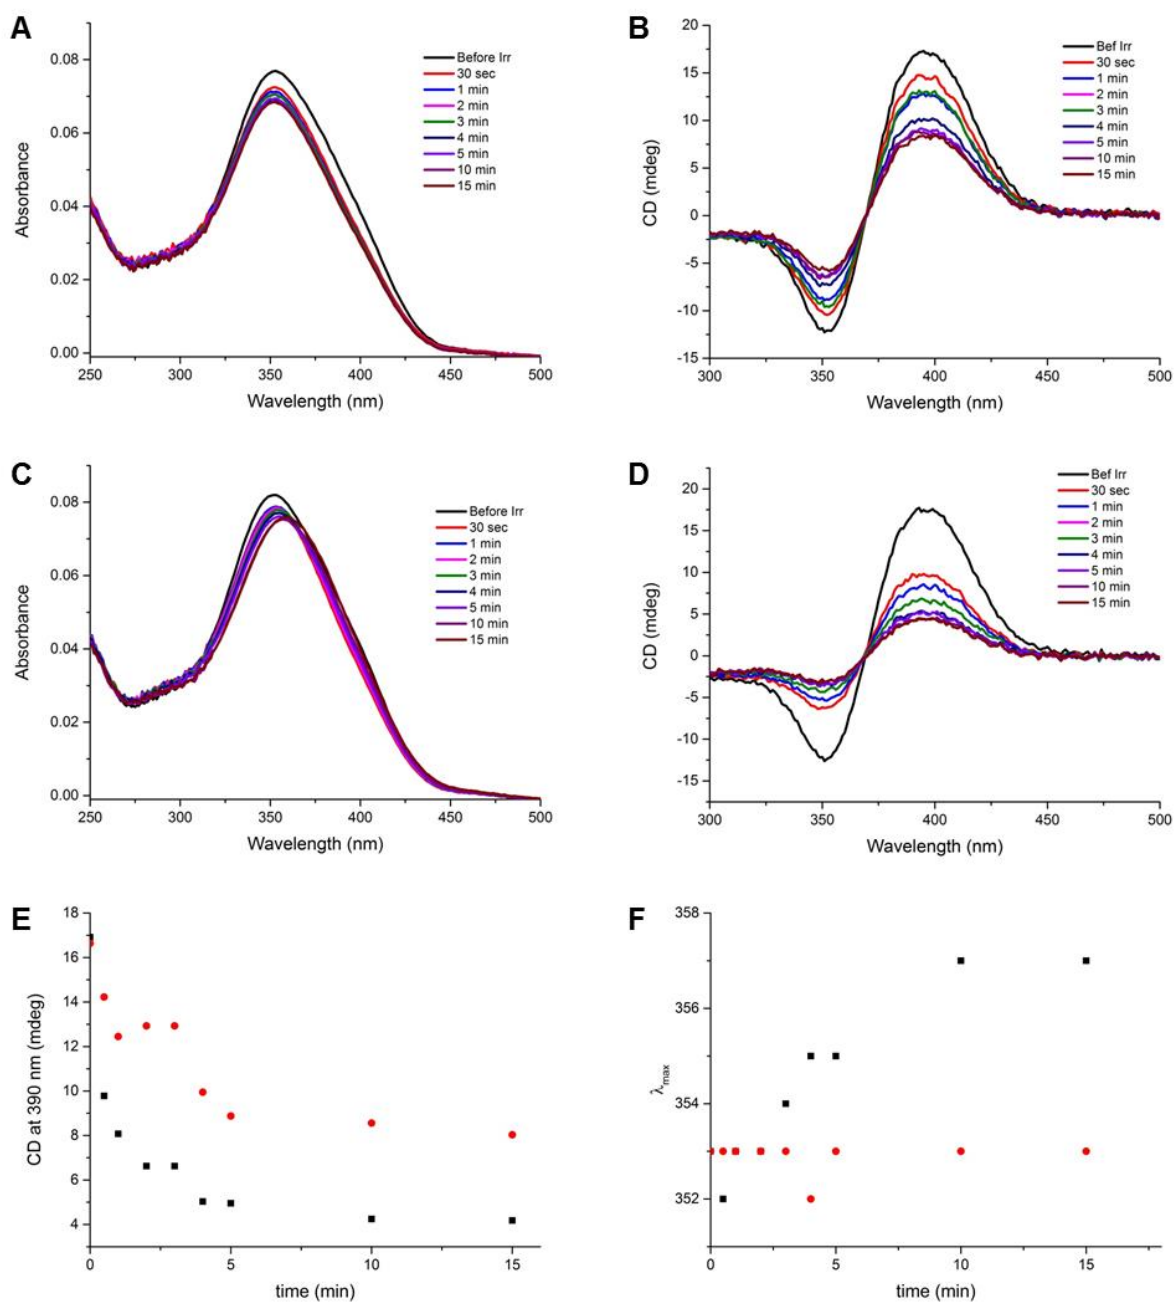 A
Absorbance
0.08
0.06
0.04
0.02
0.00
250 300 350 400 450 500
Wavelength (nm)
Before Irr
30 sec
1 min
2 min
3 min
4 min
5 min
10 min
15 min
B
CD (mdeg)
20
15
10
5
0
-5
-10
-15
300 350 400 450 500
Wavelength (nm)
Bef Irr
30 sec
1 min
2 min
3 min
4 min
5 min
10 min
15 min
C
Absorbance
0.08
0.06
0.04
0.02
0.00
250 300 350 400 450 500
Wavelength (nm)
Before Irr
30 sec
1 min
2 min
3 min
4 min
5 min
10 min
15 min
D
CD (mdeg)
20
15
10
5
0
-5
-10
-15
300 350 400 450 500
Wavelength (nm)
Bef Irr
30 sec
1 min
2 min
3 min
4 min
5 min
10 min
15 min
E
CD at 390 nm (mdeg)
18
16
14
12
10
8
6
4
0 5 10 15
time (min)
F
λmax
358
356
354
352
0 5 10 15
time (min)